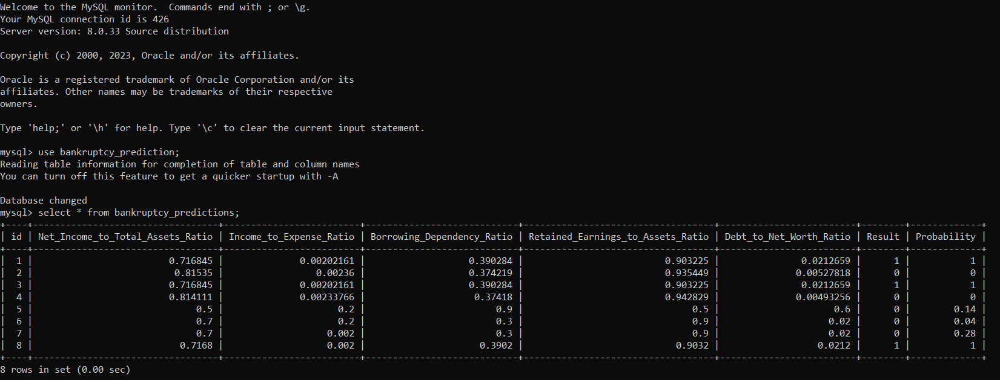 Welcome to the MySQL monitor.  Commands end with ; or \g.
Your MySQL connection id is 426
Server version: 8.0.33 Source distribution

Copyright (c) 2000, 2023, Oracle and/or its affiliates.

Oracle is a registered trademark of Oracle Corporation and/or its
affiliates. Other names may be trademarks of their respective
owners.

Type 'help;' or '\h' for help. Type '\c' to clear the current input statement.

mysql> use bankruptcy_prediction;
Reading table information for completion of table and column names
You can turn off this feature to get a quicker startup with -A

Database changed
mysql> select * from bankruptcy_predictions;
+----+----------------------------------+-------------------------+----------------------------+-----------------------------------+-------------------------+--------+-------------+
| id | Net_Income_to_Total_Assets_Ratio | Income_to_Expense_Ratio | Borrowing_Dependency_Ratio | Retained_Earnings_to_Assets_Ratio | Debt_to_Net_Worth_Ratio | Result | Probability |
+----+----------------------------------+-------------------------+----------------------------+-----------------------------------+-------------------------+--------+-------------+
|  1 |                         0.716845 |              0.00202161 |                   0.390284 |                          0.903225 |               0.0212659 |      1 |           1 |
|  2 |                          0.81535 |                 0.00236 |                   0.374219 |                          0.935449 |              0.00527818 |      0 |           0 |
|  3 |                         0.716845 |              0.00202161 |                   0.390284 |                          0.903225 |               0.0212659 |      1 |           1 |
|  4 |                         0.814111 |              0.00233766 |                    0.37418 |                          0.942829 |              0.00493256 |      0 |           0 |
|  5 |                              0.5 |                     0.2 |                        0.9 |                               0.5 |                     0.6 |      0 |        0.14 |
|  6 |                              0.7 |                     0.2 |                        0.3 |                               0.9 |                    0.02 |      0 |        0.04 |
|  7 |                              0.7 |                   0.002 |                        0.3 |                               0.9 |                    0.02 |      0 |        0.28 |
|  8 |                           0.7168 |                   0.002 |                     0.3902 |                            0.9032 |                  0.0212 |      1 |           1 |
+----+----------------------------------+-------------------------+----------------------------+-----------------------------------+-------------------------+--------+-------------+
8 rows in set (0.00 sec)